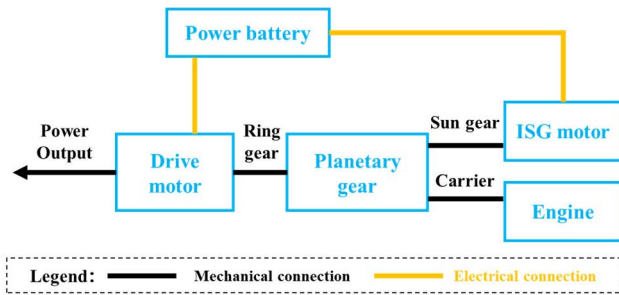 Power battery
Power
Output
Drive
motor
Ring
gear
Planetary
gear
Sun gear
ISG motor
Carrier
Engine
Legend: Mechanical connection Electrical connection